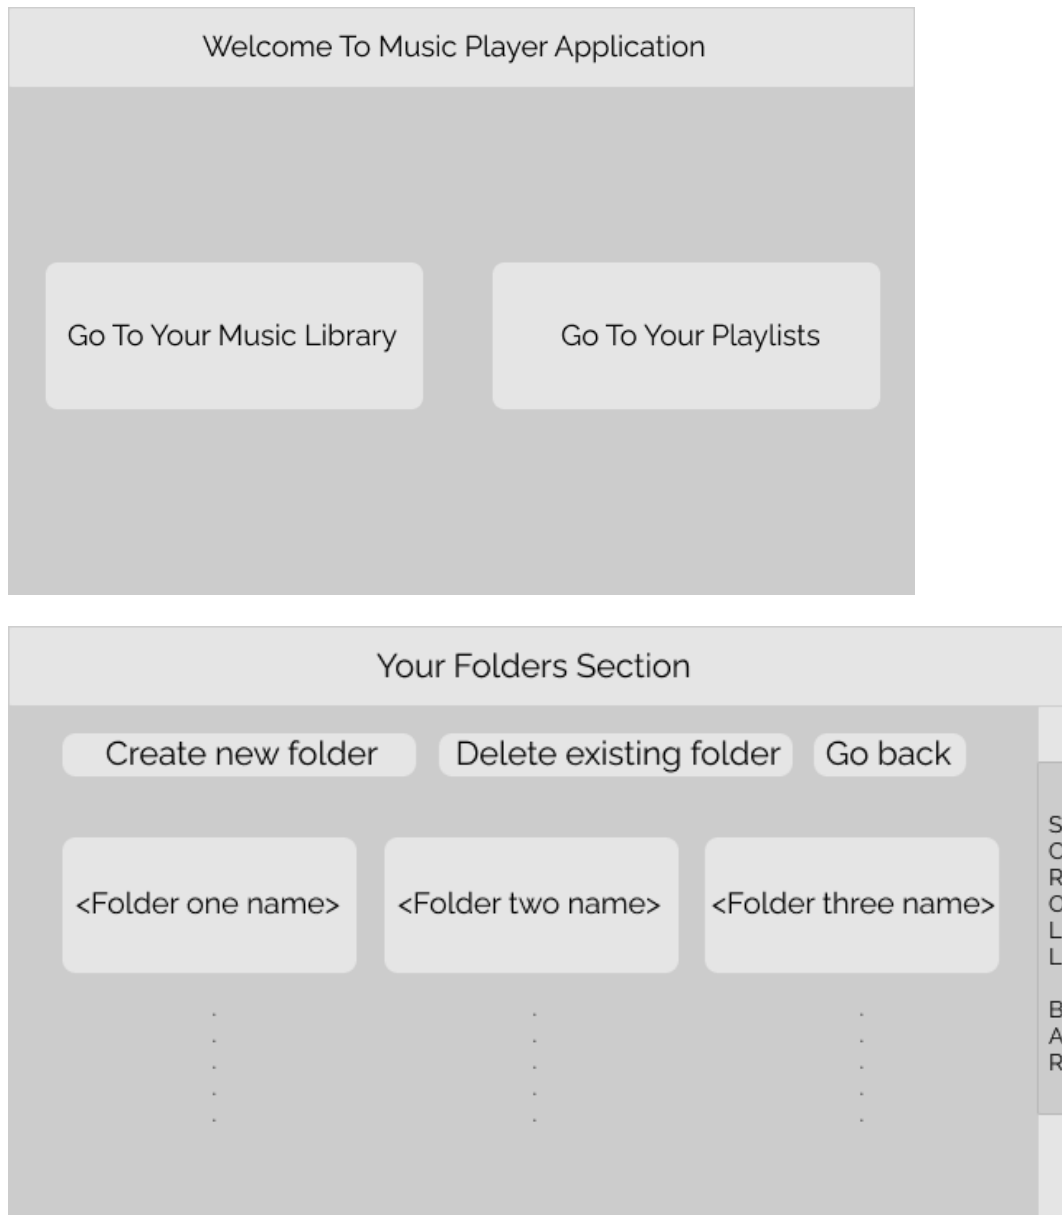 Welcome To Music Player Application
Go To Your Music Library
Go To Your Playlists
Your Folders Section
Create new folder
Delete existing folder
Go back
<Folder one name>
<Folder two name>
<Folder three name>
S
C
R
O
L
L
B
A
R